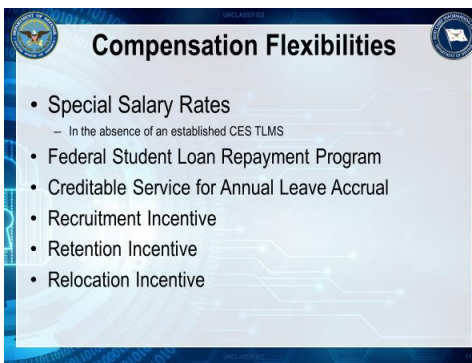 UNCLASSIFIED
Compensation Flexibilities
• Special Salary Rates
– In the absence of an established CES TLMS
• Federal Student Loan Repayment Program
• Creditable Service for Annual Leave Accrual
• Recruitment Incentive
• Retention Incentive
• Relocation Incentive
UNCLASSIFIED